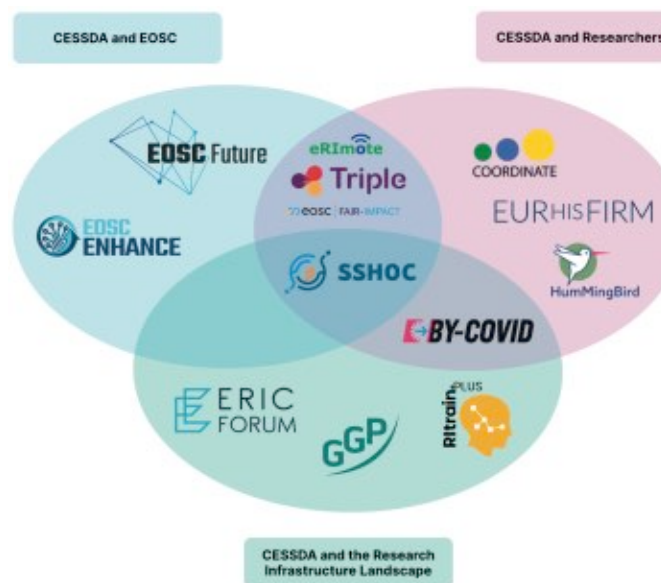 CESSDA and EOSC
CESSDA and Researchers
EOSC Future
eRImote
Triple
eosc | FAIR-IMPACT
COORDINATE
EURHISFIRM
EOSC
ENHANCE
SSHOC
HumMingBird
BY-COVID
ERIC
FORUM
GGP
RItrain PLUS
CESSDA and the Research
Infrastructure Landscape